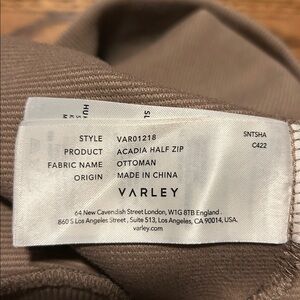 STYLE VAR01218
PRODUCT ACADIA HALF ZIP
FABRIC NAME OTTOMAN
ORIGIN MADE IN CHINA
SNTSHA
C422
VARLEY
64 New Cavendish Street London, W1G 8TB England.
860 S Los Angeles Street, Suite 513, Los Angeles, CA 90014, USA.
varley.com